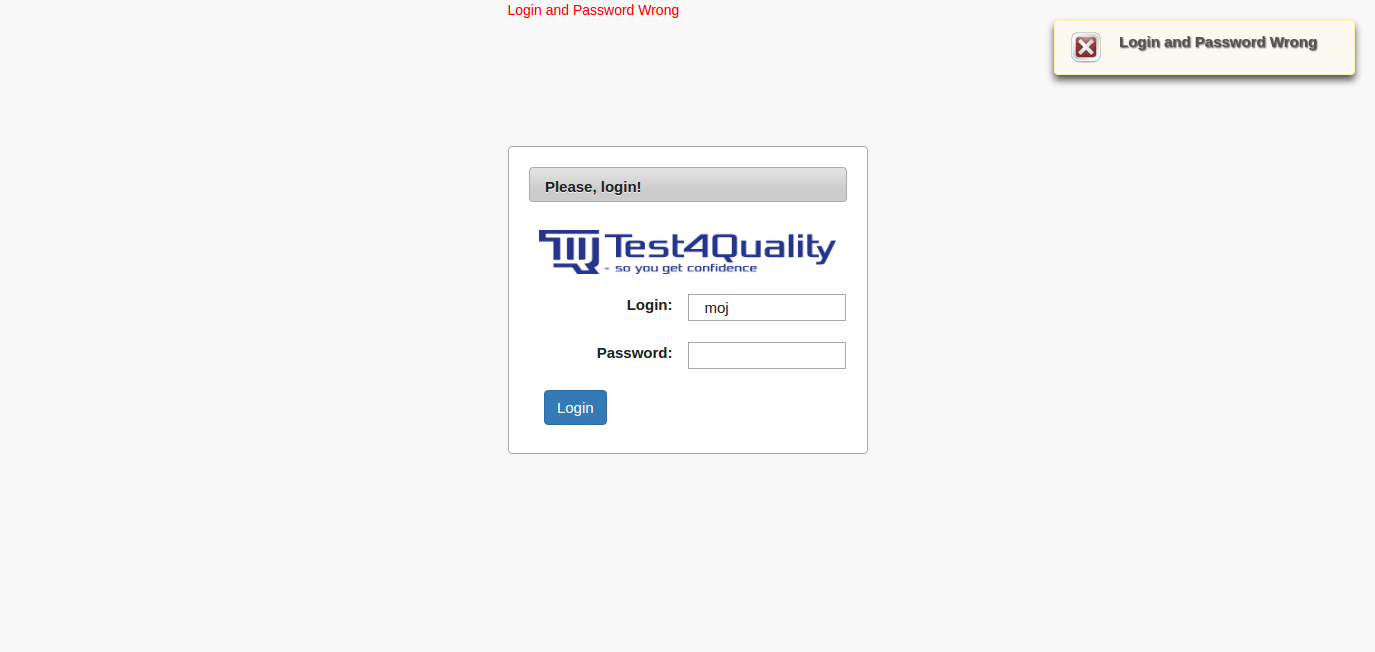 Login and Password Wrong
Login and Password Wrong
Please, login!
Test4Quality
- so you get confidence
Login: moj
Password:
Login